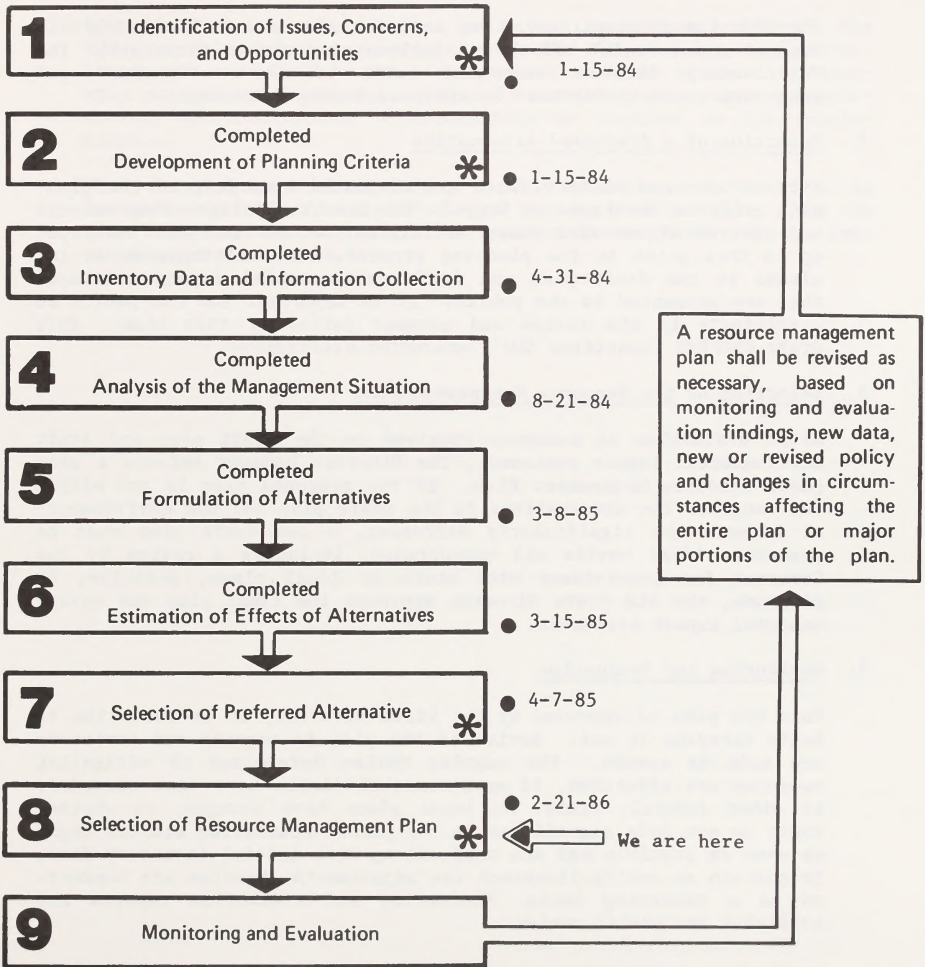 1
Identification of Issues, Concerns,
and Opportunities
*
1-15-84
2
Completed
Development of Planning Criteria
*
1-15-84
3
Completed
Inventory Data and Information Collection
4-31-84
4
Completed
Analysis of the Management Situation
8-21-84
5
Completed
Formulation of Alternatives
3-8-85
6
Completed
Estimation of Effects of Alternatives
3-15-85
7
Selection of Preferred Alternative
*
4-7-85
8
Selection of Resource Management Plan
*
2-21-86
We are here
9
Monitoring and Evaluation
A resource management
plan shall be revised as
necessary, based on
monitoring and evalua-
tion findings, new data,
new or revised policy
and changes in circum-
stances affecting the
entire plan or major
portions of the plan.